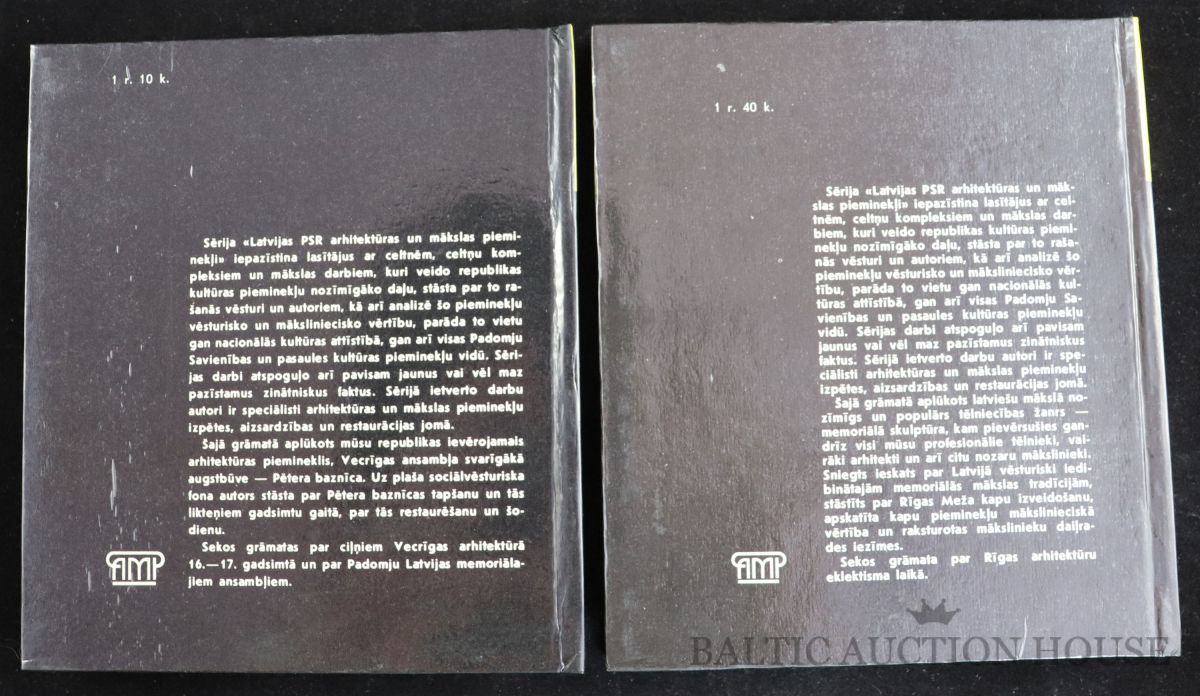 1 r. 10 k.
Sērija «Latvijas PSR arhitektūras un mākslas piemi-
nekļi» iepazīstina lasītājus ar celtnēm, celtņu kom-
pleksiem un mākslas darbiem, kuri veido republikas
kultūras pieminekļu nozīmīgāko daļu, stāsta par to ra-
šanās vēsturi un autoriem, kā arī analizē šo pieminekļu
vēsturisko un māksliniecisko vērtību, parāda to vietu
gan nacionālās kultūras attīstībā, gan arī visas Padomju
Savienības un pasaules kultūras pieminekļu vidū. Sēri-
jas darbi atspoguļo arī pavisam jaunus vai vēl maz
pazīstamus zinātniskus faktus. Sērijā ietverto darbu
autori ir speciālisti arhitektūras un mākslas pieminekļu
izpētes, aizsardzības un restaurācijas jomā.
Šajā grāmatā aplūkots mūsu republikas ievērojamais
arhitektūras piemineklis, Vecrīgas ansambļa svarīgākā
augstbūve — Pētera baznīca. Uz plaša sociālvēsturiska
fona autors stāsta par Pētera baznīcas tapšanu un tās
likteņiem gadsimtu gaitā, par tās restaurēšanu un šo-
dienu.
Sekos grāmatas par ciļņiem Vecrīgas arhitektūrā
16.—17. gadsimtā un par Padomju Latvijas memoriāla-
jiem ansambļiem.
AMP
1 r. 40 k.
Sērija «Latvijas PSR arhitektūras un māk-
slas pieminekļi» iepazīstina lasītājus ar cel-
tnēm, celtņu kompleksiem un mākslas dar-
biem, kuri veido republikas kultūras piemi-
nekļu nozīmīgāko daļu, stāsta par to raša-
nās vēsturi un autoriem, kā arī analizē šo
pieminekļu vēsturisko un māksliniecisko vēr-
tību, parāda to vietu gan nacionālās kul-
tūras attīstībā, gan arī visas Padomju Sa-
vienības un pasaules kultūras pieminekļu
vidū. Sērijas darbi atspoguļo arī pavisam
jaunus vai vēl maz pazīstamus zinātniskus
faktus. Sērijā ietverto darbu autori ir spe-
ciālisti arhitektūras un mākslas pieminekļu
izpētes, aizsardzības un restaurācijas jomā.
Šajā grāmatā aplūkots latviešu mākslā no-
zīmīgs un populārs tēlniecības žanrs —
memoriālā skulptūra, kam pievērsušies gan-
drīz visi mūsu profesionālie tēlnieki, vai-
rāki arhitekti un arī citu nozaru mākslinieki.
Sniegts ieskats par Latvijā vēsturiski iedi-
binātajām memoriālās mākslas tradīcijām,
stāstīts par Rīgas Meža kapu izveidošanu,
apskatīta kapu pieminekļu mākslinieciskā
vērtība un raksturotas mākslinieku daiļra-
des iezīmes.
Sekos grāmata par Rīgas arhitektūru
eklektisma laikā.
AMP
BALTIC AUCTION HOUSE